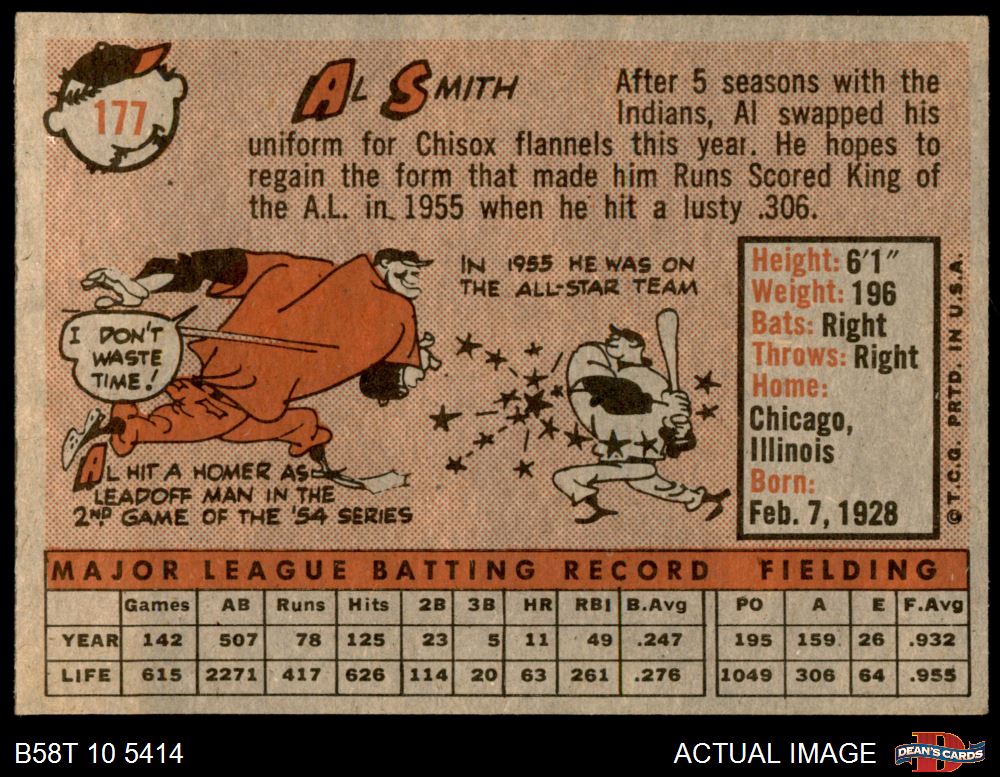 177
AL SMITH
After 5 seasons with the
Indians, Al swapped his
uniform for Chisox flannels this year. He hopes to
regain the form that made him Runs Scored King of
the A.L. in 1955 when he hit a lusty .306.
I DON'T
WASTE
TIME!
AL HIT A HOMER AS
LEADOFF MAN IN THE
2ND GAME OF THE '54 SERIES
IN 1955 HE WAS ON
THE ALL-STAR TEAM
Height: 6'1"
Weight: 196
Bats: Right
Throws: Right
Home:
Chicago,
Illinois
Born:
Feb. 7, 1928
© T.C.G. PRTD. IN U.S.A.
MAJOR LEAGUE BATTING RECORD FIELDING
Games AB Runs Hits 2B 3B HR RBI B.Avg PO A E F.Avg
YEAR 142 507 78 125 23 5 11 49 .247 195 159 26 .932
LIFE 615 2271 417 626 114 20 63 261 .276 1049 306 64 .955
B58T 10 5414 ACTUAL IMAGE DEAN'S CARDS